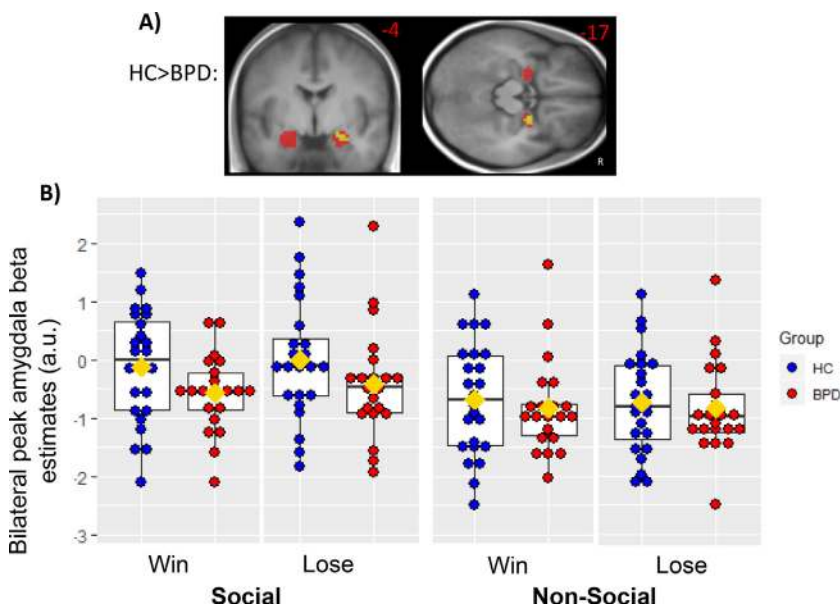 A)
HC>BPD:
-4
-17
R
B)
Bilateral peak amygdala beta
estimates (a.u.)
2
1
0
-1
-2
-3
Win
Lose
Win
Lose
Social
Non-Social
Group
HC
BPD